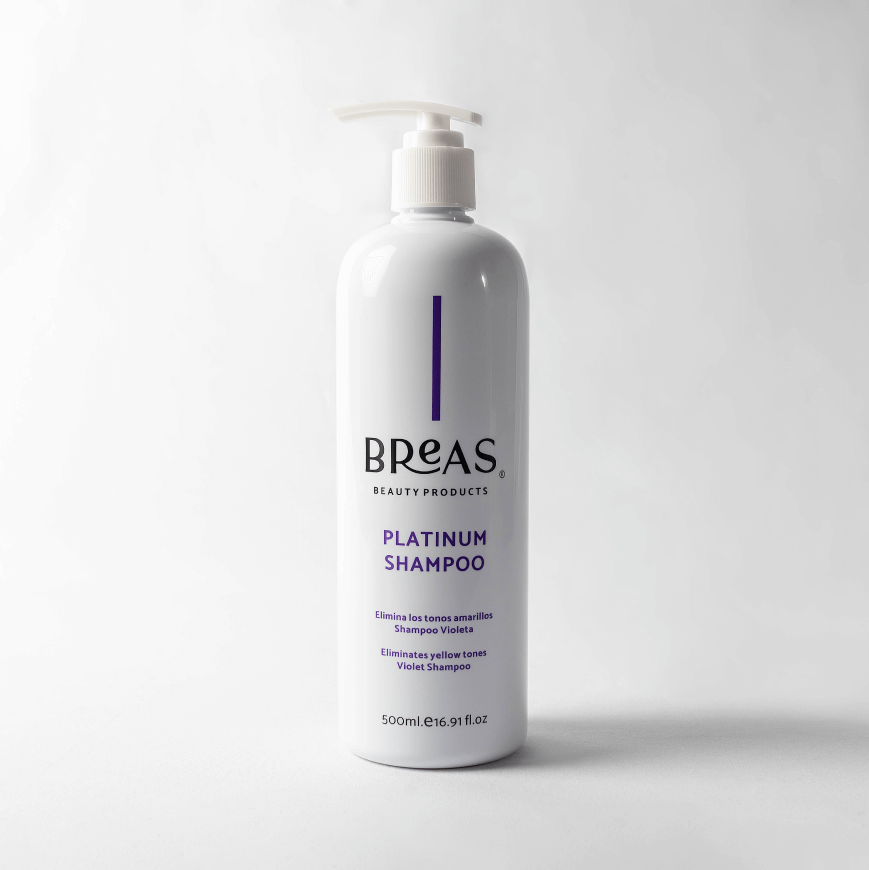 BReAS®
BEAUTY PRODUCTS
PLATINUM
SHAMPOO
Elimina los tonos amarillos
Shampoo Violeta
Eliminates yellow tones
Violet Shampoo
500ml.e16.91 fl.oz